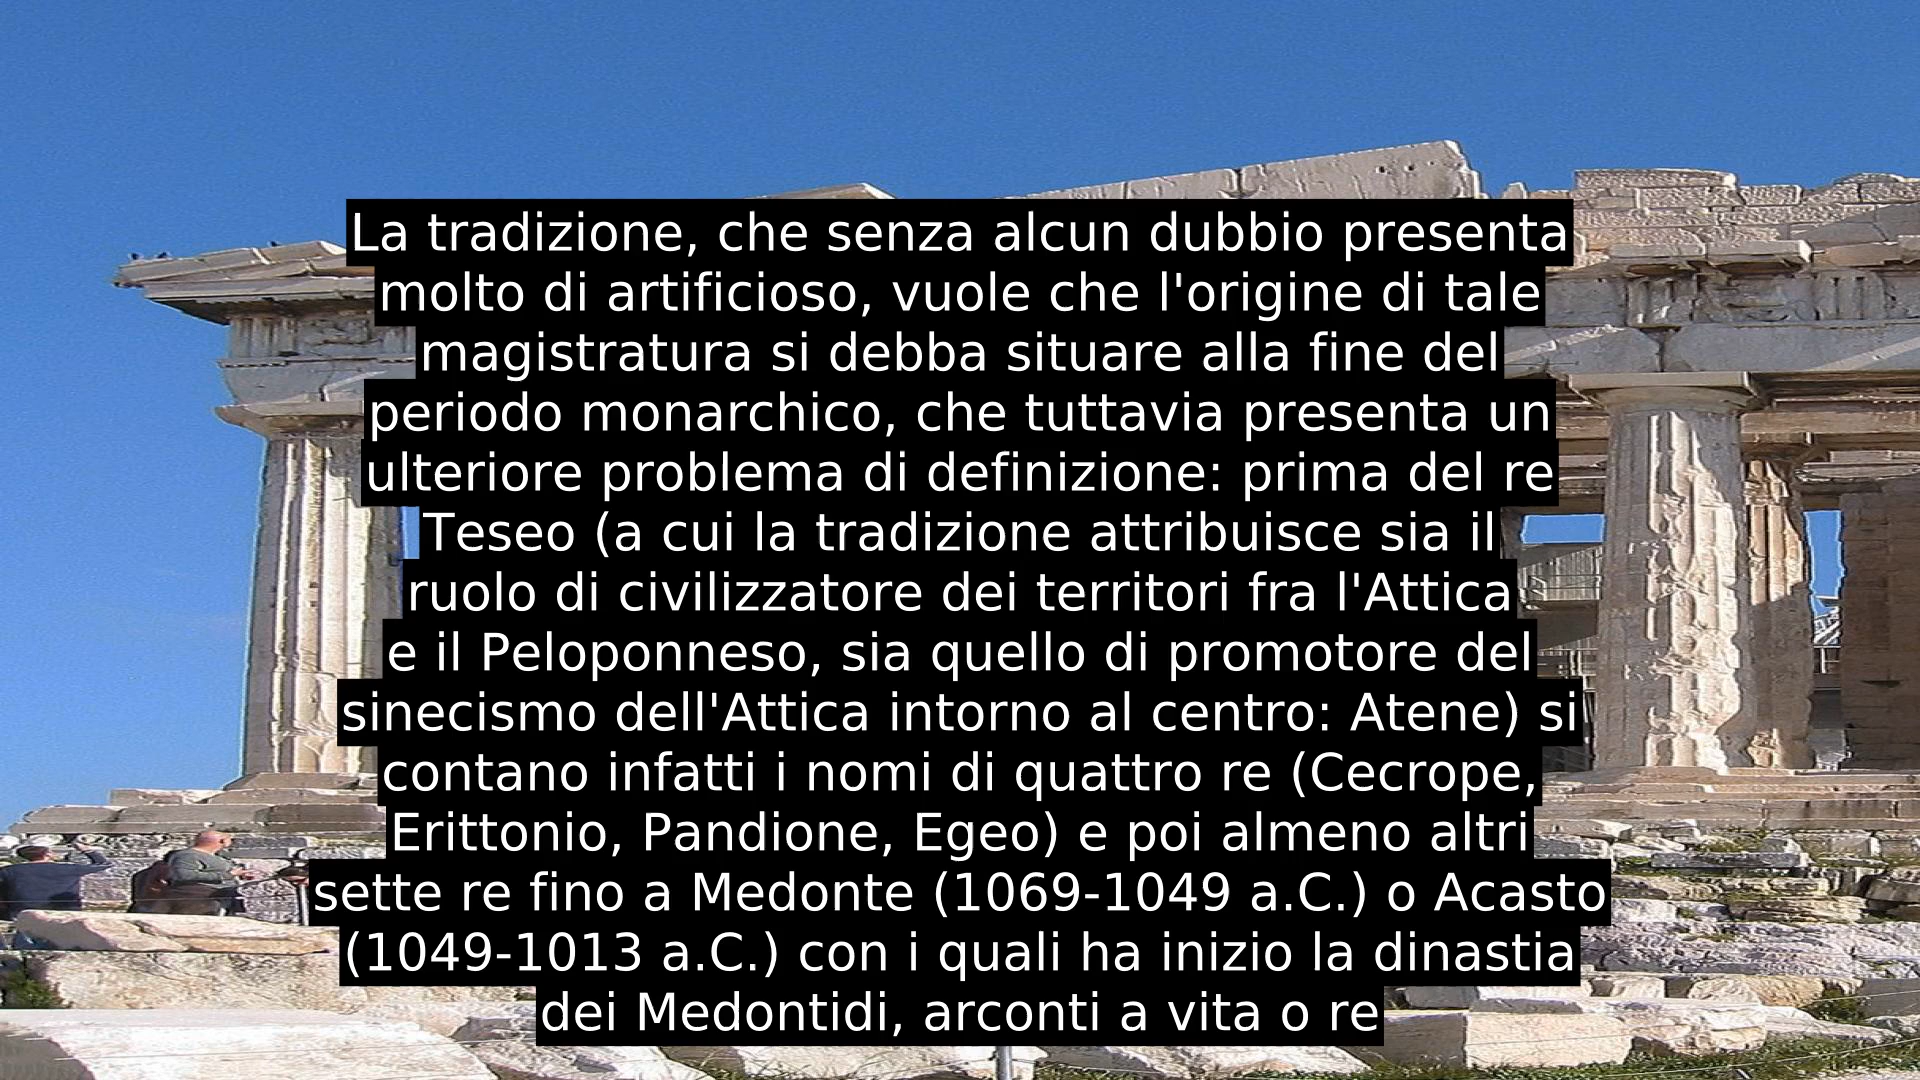 La tradizione, che senza alcun dubbio presenta
molto di artificioso, vuole che l'origine di tale
magistratura si debba situare alla fine del
periodo monarchico, che tuttavia presenta un
ulteriore problema di definizione: prima del re
Teseo (a cui la tradizione attribuisce sia il
ruolo di civilizzatore dei territori fra l'Attica
e il Peloponneso, sia quello di promotore del
sinecismo dell'Attica intorno al centro: Atene) si
contano infatti i nomi di quattro re (Cecrope,
Erittonio, Pandione, Egeo) e poi almeno altri
sette re fino a Medonte (1069-1049 a.C.) o Acasto
(1049-1013 a.C.) con i quali ha inizio la dinastia
dei Medontidi, arconti a vita o re